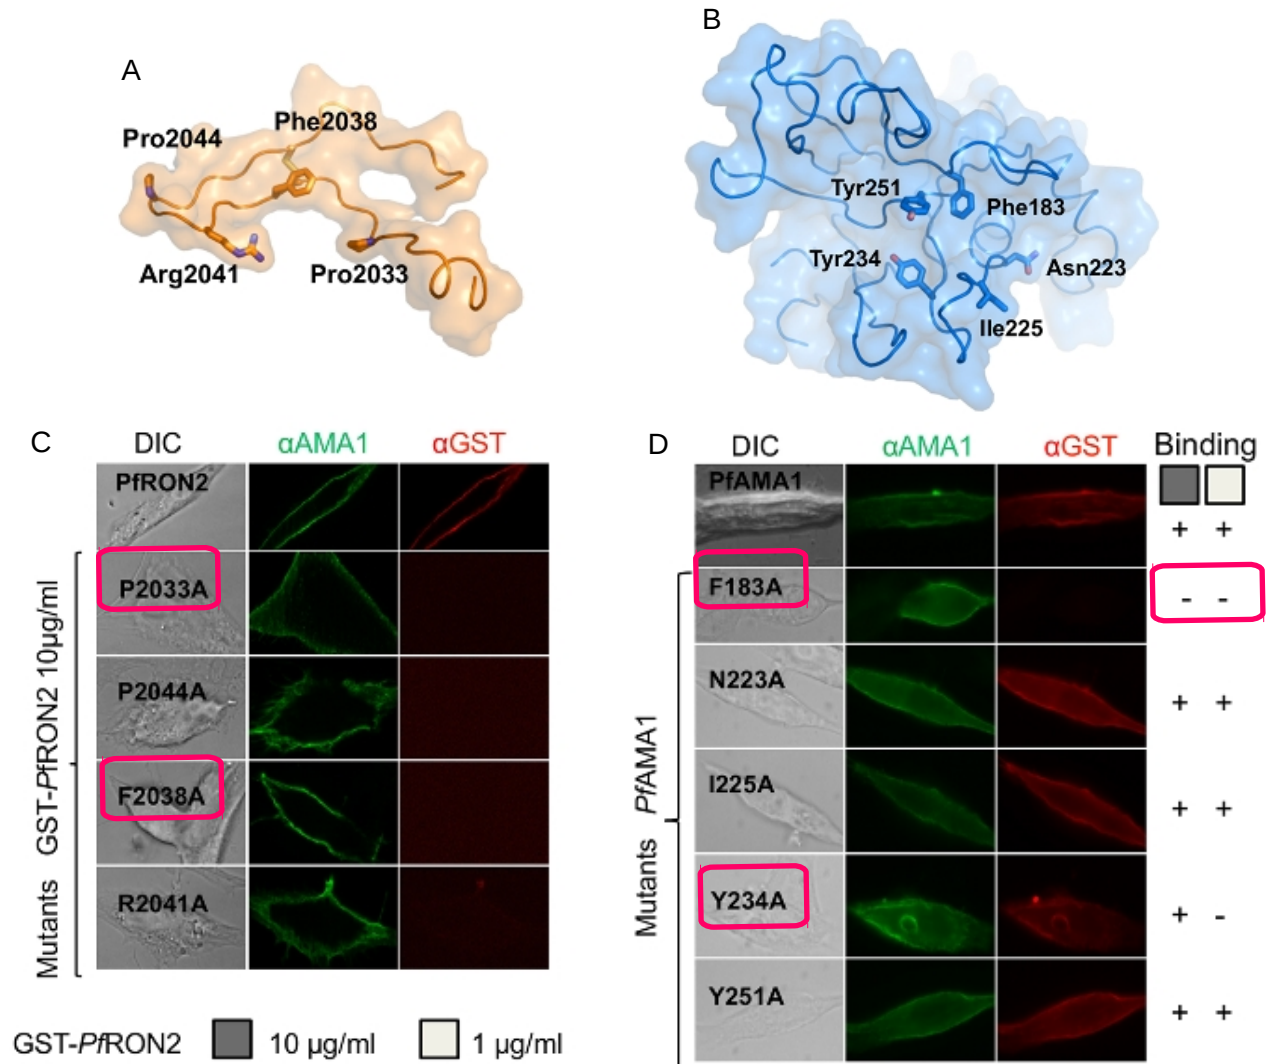 A
Pro2044
Phe2038
Arg2041
Pro2033
B
Tyr251
Phe183
Tyr234
Asn223
Ile225
C
DIC
αAMA1
αGST
PfRON2
P2033A
P2044A
F2038A
R2041A
Mutants GST-PfRON2 10µg/ml
GST-PfRON2
10 µg/ml
1 µg/ml
D
DIC
αAMA1
αGST
Binding
PfAMA1
+ +
F183A
- -
N223A
+ +
I225A
+ +
Y234A
+ -
Y251A
+ +
Mutants PfAMA1